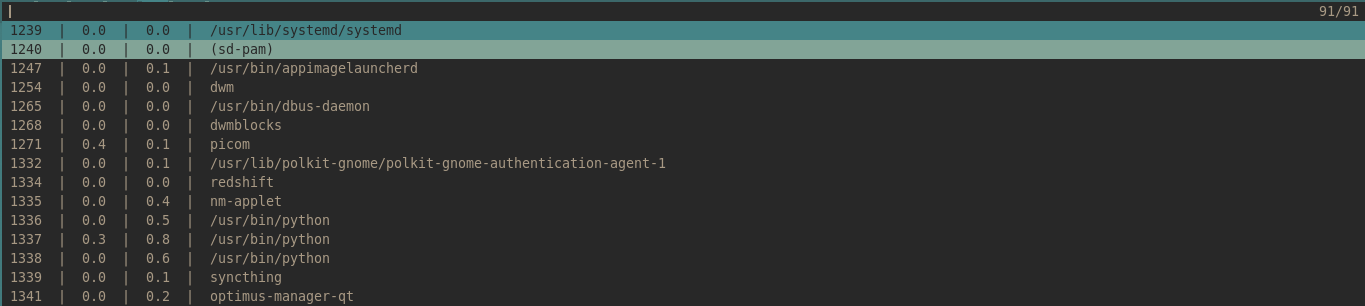 91/91
1239 | 0.0 | 0.0 | /usr/lib/systemd/systemd
1240 | 0.0 | 0.0 | (sd-pam)
1247 | 0.0 | 0.1 | /usr/bin/appimagelauncherd
1254 | 0.0 | 0.0 | dwm
1265 | 0.0 | 0.0 | /usr/bin/dbus-daemon
1268 | 0.0 | 0.0 | dwmblocks
1271 | 0.4 | 0.1 | picom
1332 | 0.0 | 0.1 | /usr/lib/polkit-gnome/polkit-gnome-authentication-agent-1
1334 | 0.0 | 0.0 | redshift
1335 | 0.0 | 0.4 | nm-applet
1336 | 0.0 | 0.5 | /usr/bin/python
1337 | 0.3 | 0.8 | /usr/bin/python
1338 | 0.0 | 0.6 | /usr/bin/python
1339 | 0.0 | 0.1 | syncthing
1341 | 0.0 | 0.2 | optimus-manager-qt